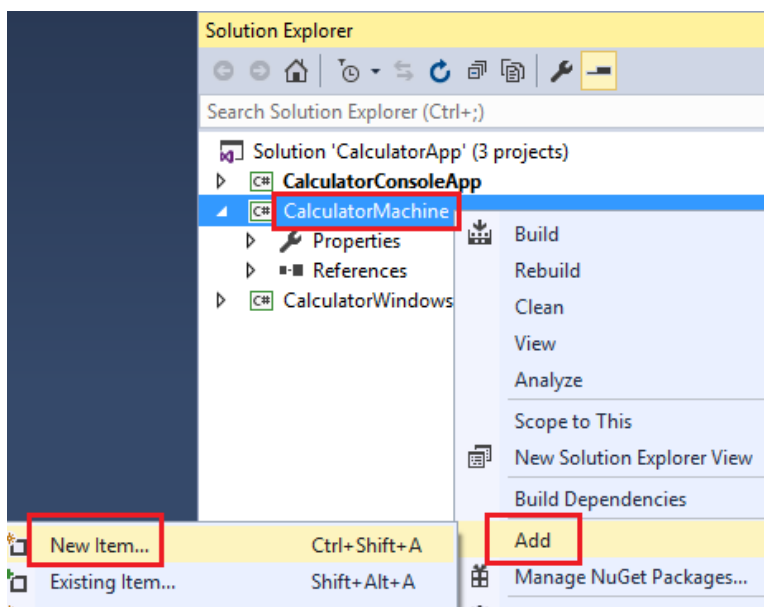 Solution Explorer
Search Solution Explorer (Ctrl+;)
Solution 'CalculatorApp' (3 projects)
C# CalculatorConsoleApp
C# CalculatorMachine
Properties
References
C# CalculatorWindows
Build
Rebuild
Clean
View
Analyze
Scope to This
New Solution Explorer View
Build Dependencies
Add
Manage NuGet Packages...
New Item... Ctrl+Shift+A
Existing Item... Shift+Alt+A